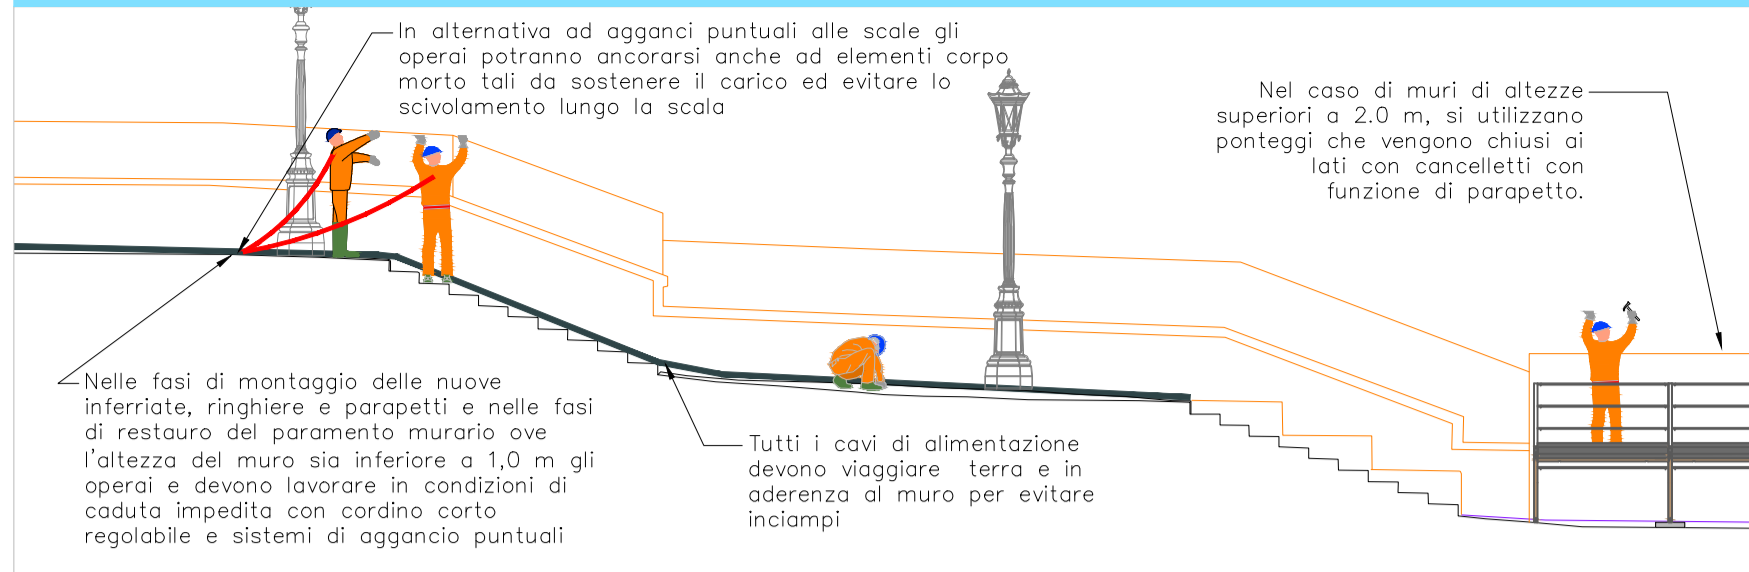 In alternativa ad agganci puntuali alle scale gli
operai potranno ancorarsi anche ad elementi corpo
morto tali da sostenere il carico ed evitare lo
scivolamento lungo la scala
Nel caso di muri di altezze
superiori a 2.0 m, si utilizzano
ponteggi che vengono chiusi ai
lati con cancelletti con
funzione di parapetto.
Nelle fasi di montaggio delle nuove
inferriate, ringhiere e parapetti e nelle fasi
di restauro del paramento murario ove
l'altezza del muro sia inferiore a 1,0 m gli
operai e devono lavorare in condizioni di
caduta impedita con cordino corto
regolabile e sistemi di aggancio puntuali
Tutti i cavi di alimentazione
devono viaggiare  terra e in
aderenza al muro per evitare
inciampi